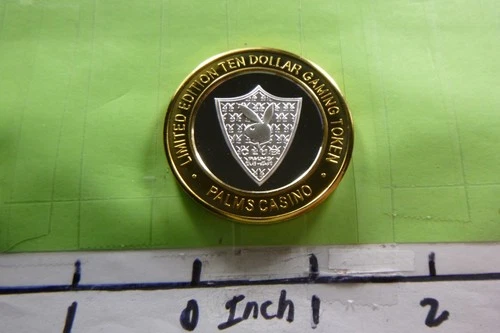 LIMITED EDITION TEN DOLLAR GAMING TOKEN
• PALMS CASINO •
1 0 Inch 1 2